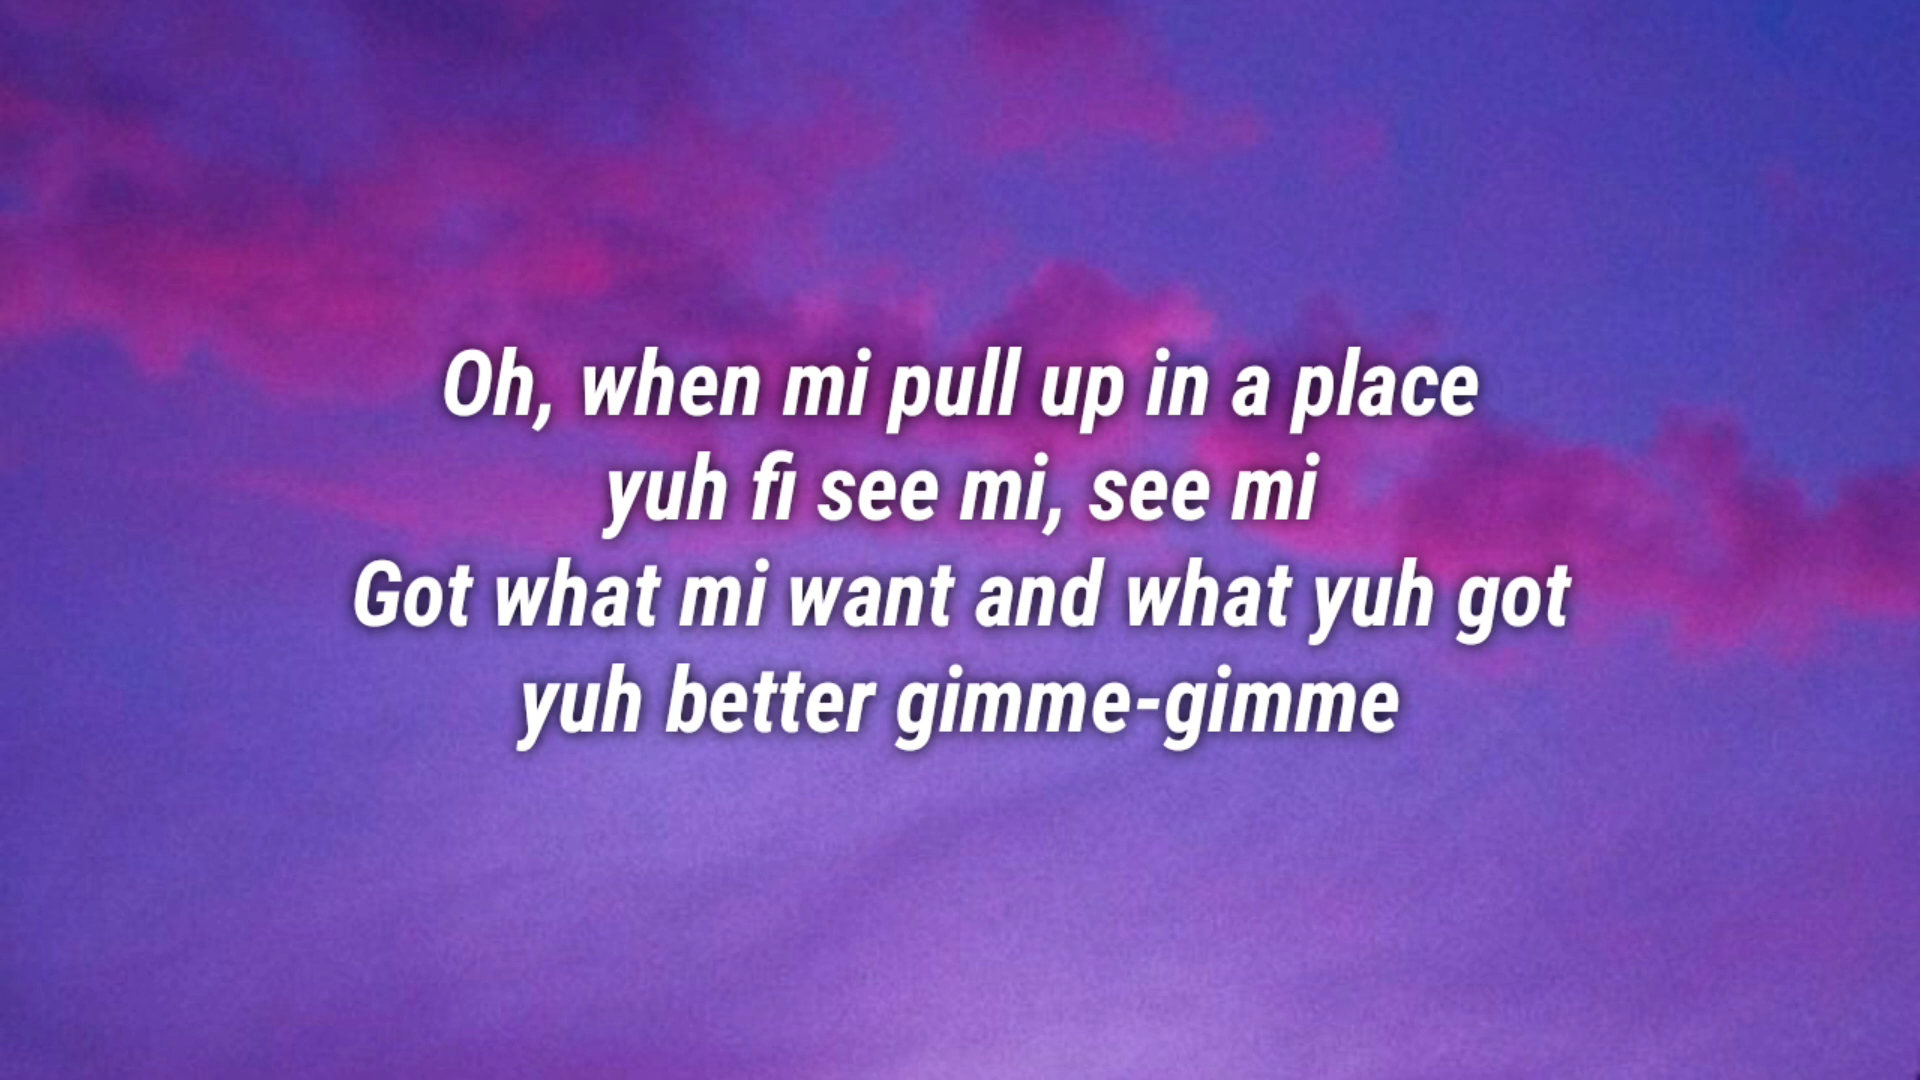 Oh, when mi pull up in a place
yuh fi see mi, see mi
Got what mi want and what yuh got
yuh better gimme-gimme